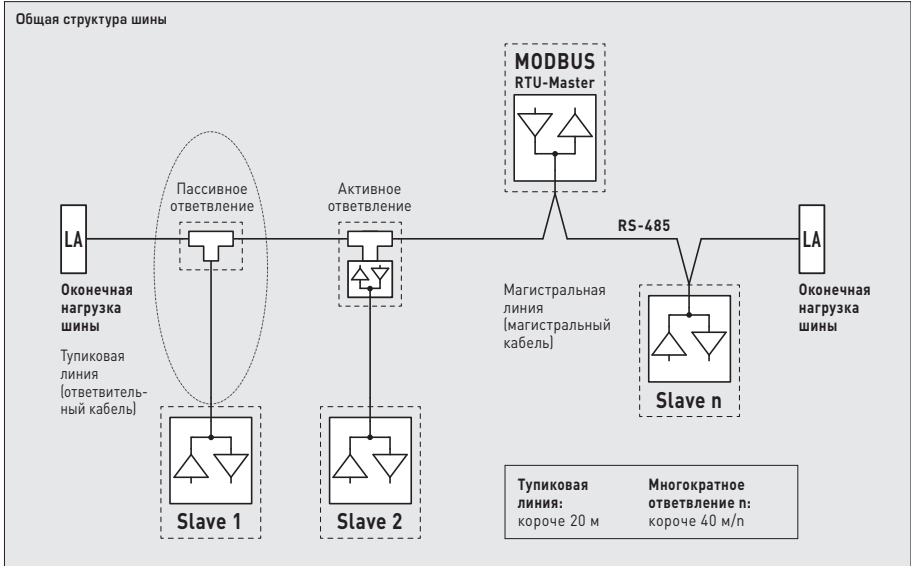 Общая структура шины
MODBUS
RTU-Master
Пассивное
ответвление
Активное
ответвление
LA
RS-485
LA
Оконечная
нагрузка
шины
Магистральная
линия
(магистральный
кабель)
Оконечная
нагрузка
шины
Тупиковая
линия
(ответвитель-
ный кабель)
Slave n
Slave 1
Slave 2
Тупиковая
линия:
короче 20 м
Многократное
ответвление n:
короче 40 м/n